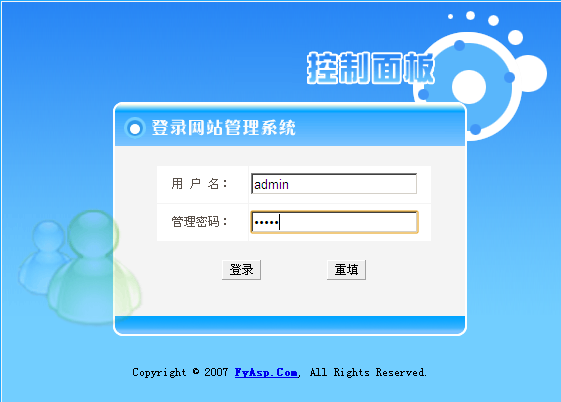 控制面板
登录网站管理系统
用 户 名： admin
管理密码： •••••
登录 重填
Copyright © 2007 FyAsp.Com, All Rights Reserved.